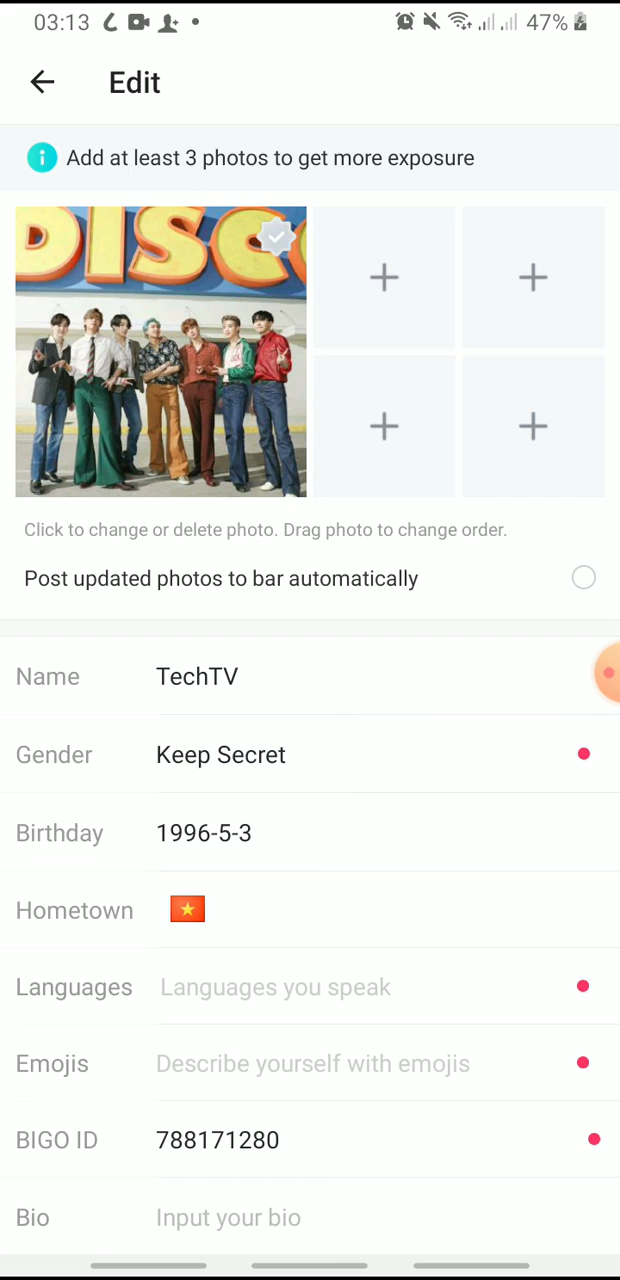 03:13
47%
Edit
Add at least 3 photos to get more exposure
DISCO
Click to change or delete photo. Drag photo to change order.
Post updated photos to bar automatically
Name TechTV
Gender Keep Secret
Birthday 1996-5-3
Hometown
Languages Languages you speak
Emojis Describe yourself with emojis
BIGO ID 788171280
Bio Input your bio